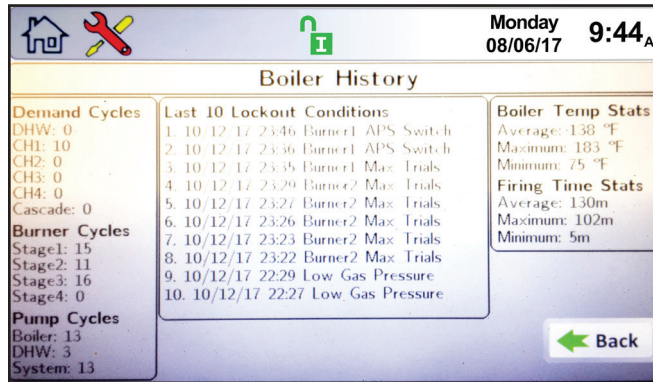 Monday
08/06/17
9:44 A
I
Boiler History
Demand Cycles
DHW: 0
CH1: 10
CH2: 0
CH3: 0
CH4: 0
Cascade: 0
Burner Cycles
Stage1: 15
Stage2: 11
Stage3: 16
Stage4: 0
Pump Cycles
Boiler: 13
DHW: 3
System: 13
Last 10 Lockout Conditions
1. 10/12/17 23:46 Burner1 APS Switch
2. 10/12/17 23:36 Burner1 APS Switch
3. 10/12/17 23:35 Burner1 Max Trials
4. 10/12/17 23:29 Burner2 Max Trials
5. 10/12/17 23:27 Burner2 Max Trials
6. 10/12/17 23:26 Burner2 Max Trials
7. 10/12/17 23:23 Burner2 Max Trials
8. 10/12/17 23:22 Burner2 Max Trials
9. 10/12/17 22:29 Low Gas Pressure
10. 10/12/17 22:27 Low Gas Pressure
Boiler Temp Stats
Average: 138 °F
Maximum: 183 °F
Minimum: 75 °F
Firing Time Stats
Average: 130m
Maximum: 102m
Minimum: 5m
Back